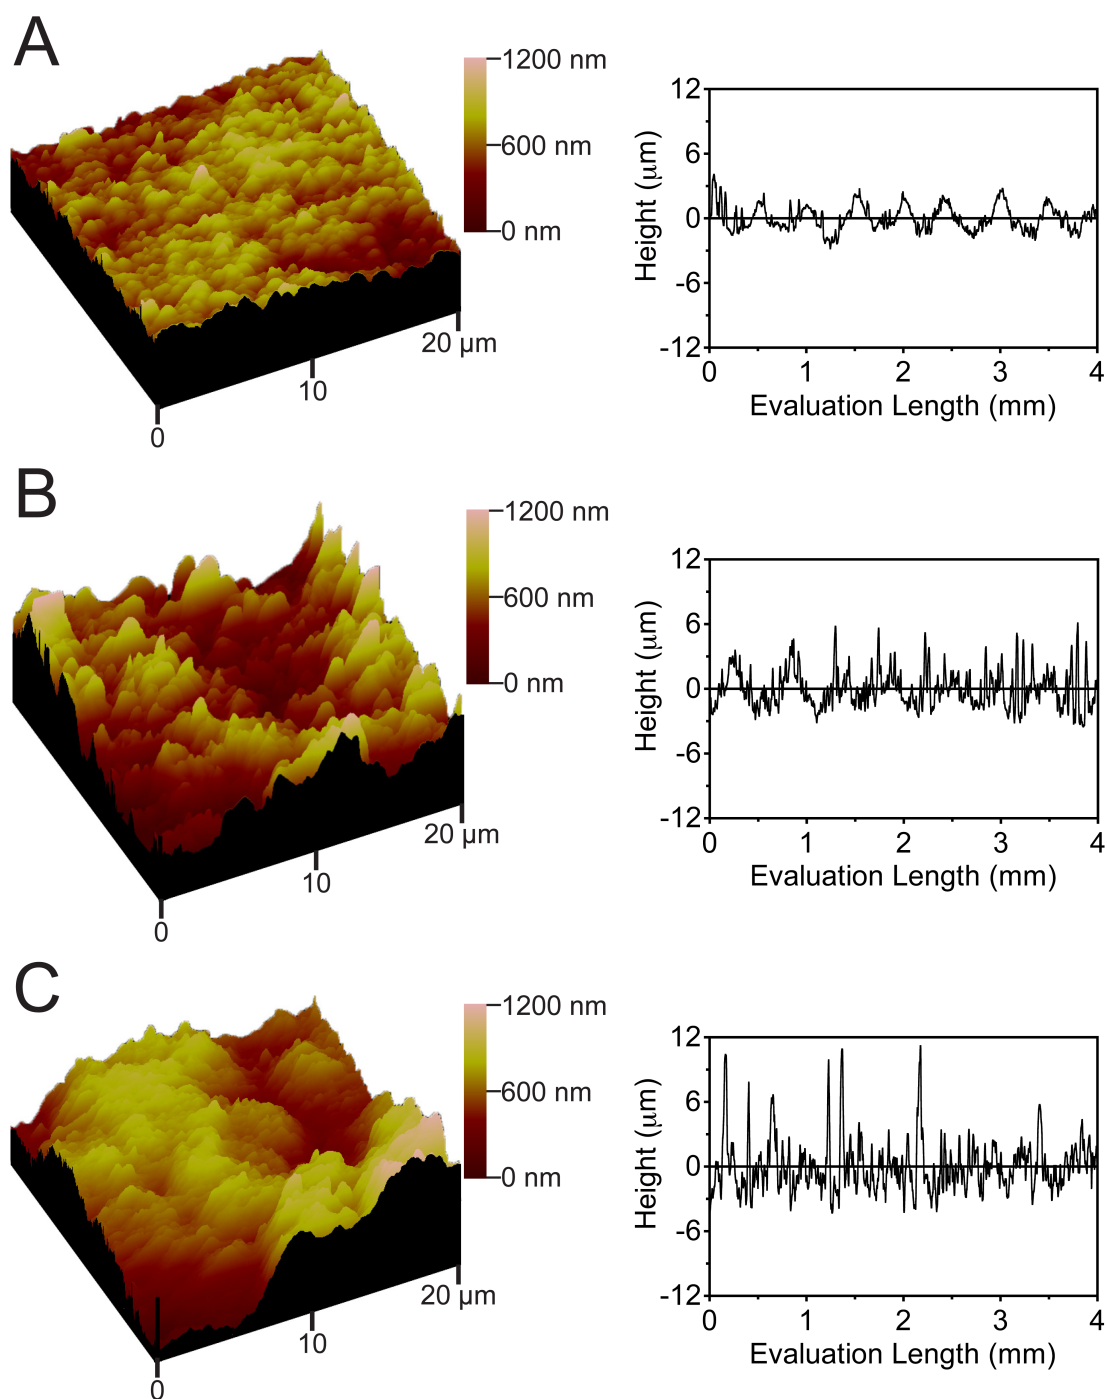 A
1200 nm
600 nm
0 nm
20 µm
10
0
Height (µm)
12
6
0
-6
-12
0 1 2 3 4
Evaluation Length (mm)
B
1200 nm
600 nm
0 nm
20 µm
10
0
Height (µm)
12
6
0
-6
-12
0 1 2 3 4
Evaluation Length (mm)
C
1200 nm
600 nm
0 nm
20 µm
10
0
Height (µm)
12
6
0
-6
-12
0 1 2 3 4
Evaluation Length (mm)